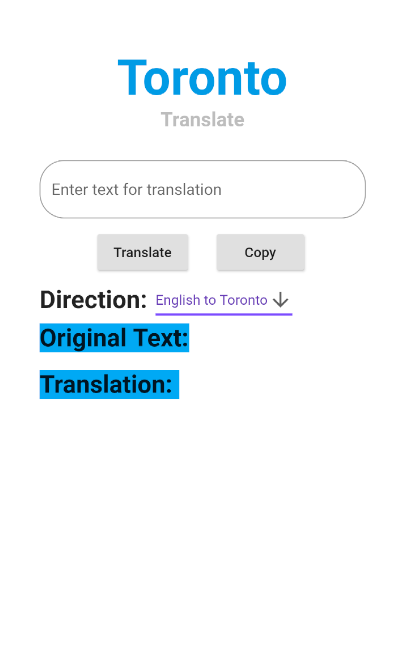 Toronto
Translate
Enter text for translation
Translate Copy
Direction: English to Toronto
Original Text:
Translation: